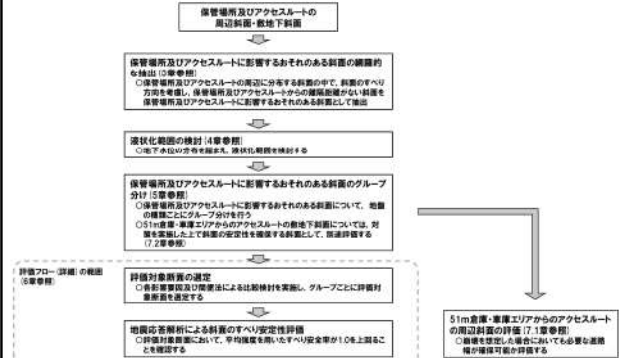 保管場所及びアクセスルートの
周辺斜面・敷地下斜面
保管場所及びアクセスルートに影響するおそれのある斜面の網羅的
な抽出(3章参照)
○保管場所及びアクセスルートの周辺に分布する斜面の中で、斜面のすべり
方向を考慮し、保管場所及びアクセスルートからの離隔距離がない斜面を
保管場所及びアクセスルートに影響するおそれのある斜面として抽出
液状化範囲の検討(4章参照)
○地下水位の分布を踏まえ、液状化範囲を検討する
保管場所及びアクセスルートに影響するおそれのある斜面のグループ
分け(5章参照)
○保管場所及びアクセスルートに影響するおそれのある斜面について、地盤
の種類ごとにグループ分けを行う
○51m倉庫・車庫エリアからのアクセスルートの敷地下斜面については、対
策を実施した上で斜面の安定性を確保する斜面として、別途評価する
(7.2章参照)
評価フロー(詳細)の範囲
(6章参照)
評価対象断面の選定
○各影響要因及び簡便法による比較検討を実施し、グループごとに評価対
象断面を選定する
地震応答解析による斜面のすべり安定性評価
○評価対象断面において、平均強度を用いたすべり安全率が1.0を上回るこ
とを確認する
51m倉庫・車庫エリアからのアクセスルート
の周辺斜面の評価(7.1章参照)
○崩壊を想定した場合においても必要な道路
幅が確保可能か評価する